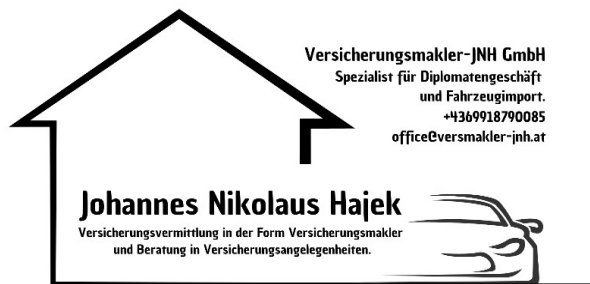 Versicherungsmakler-JNH GmbH
Spezialist für Diplomatengeschäft
und Fahrzeugimport.
+4369918790085
office@versmakler-jnh.at
Johannes Nikolaus Hajek
Versicherungsvermittlung in der Form Versicherungsmakler
und Beratung in Versicherungsangelegenheiten.